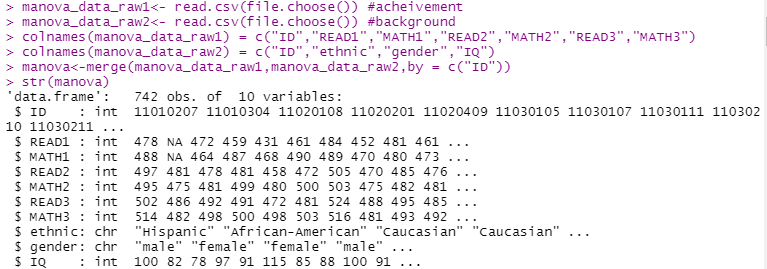 > manova_data_raw1<- read.csv(file.choose()) #acheivement
> manova_data_raw2<- read.csv(file.choose()) #background
> colnames(manova_data_raw1) = c("ID","READ1","MATH1","READ2","MATH2","READ3","MATH3")
> colnames(manova_data_raw2) = c("ID","ethnic","gender","IQ")
> manova<-merge(manova_data_raw1,manova_data_raw2,by = c("ID"))
> str(manova)
'data.frame':   742 obs. of  10 variables:
 $ ID    : int  11010207 11010304 11020108 11020201 11020409 11030105 11030107 11030111 110302
10 11030211 ...
 $ READ1 : int  478 NA 472 459 431 461 484 452 481 461 ...
 $ MATH1 : int  488 NA 464 487 468 490 489 470 480 473 ...
 $ READ2 : int  497 481 478 481 458 472 505 470 485 476 ...
 $ MATH2 : int  495 475 481 499 480 500 503 475 482 481 ...
 $ READ3 : int  502 486 492 491 472 481 524 488 495 485 ...
 $ MATH3 : int  514 482 498 500 498 503 516 481 493 492 ...
 $ ethnic: chr  "Hispanic" "African-American" "Caucasian" "Caucasian" ...
 $ gender: chr  "male" "female" "female" "male" ...
 $ IQ    : int  100 82 78 97 91 115 85 88 100 91 ...